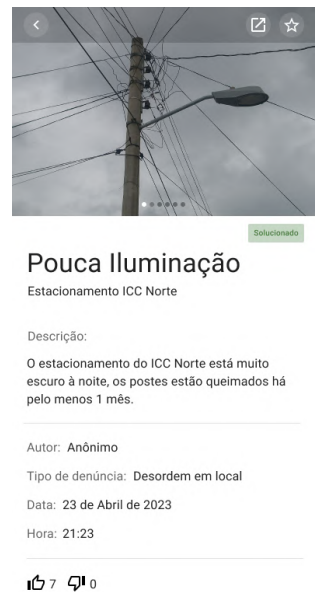 Solucionado
Pouca Iluminação
Estacionamento ICC Norte
Descrição:
O estacionamento do ICC Norte está muito
escuro à noite, os postes estão queimados há
pelo menos 1 mês.
Autor: Anônimo
Tipo de denúncia: Desordem em local
Data: 23 de Abril de 2023
Hora: 21:23
7 0